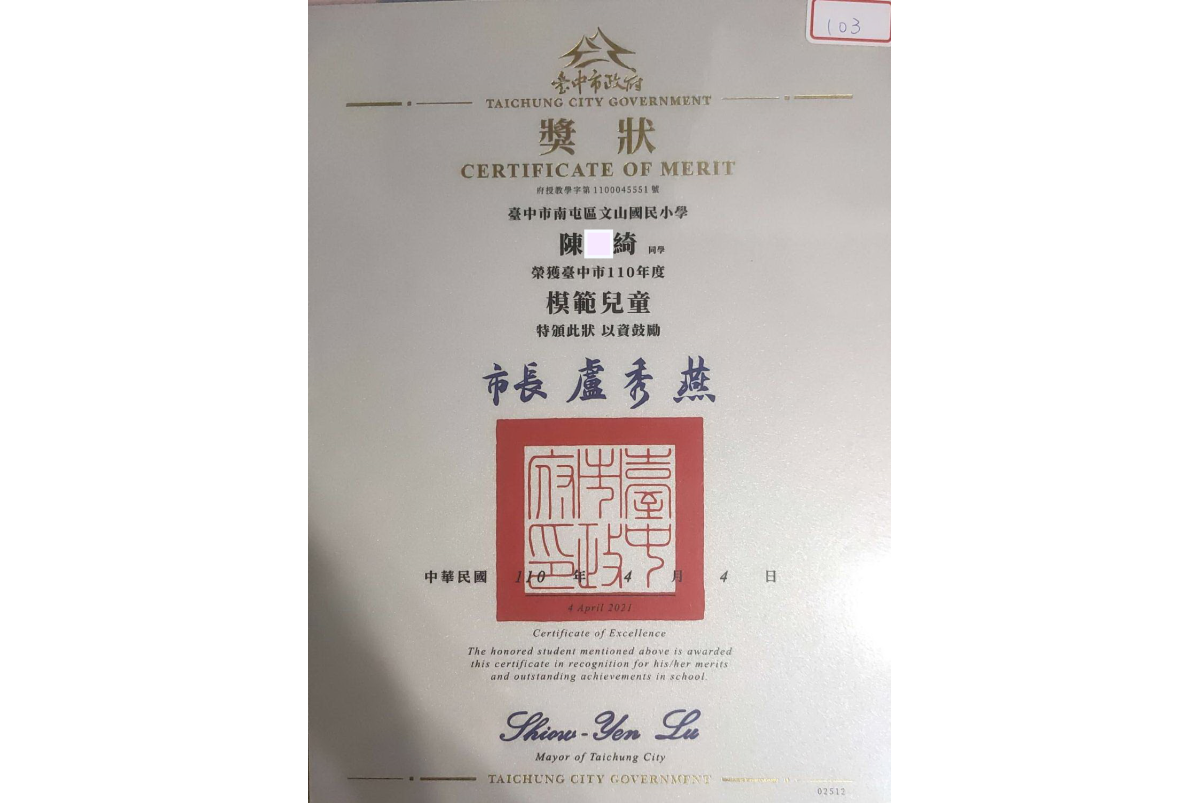 103
臺中市政府
TAICHUNG CITY GOVERNMENT
獎 狀
CERTIFICATE OF MERIT
府授教學字第1100045551號
臺中市南屯區文山國民小學
陳 綺 同學
榮獲臺中市110年度
模範兒童
特頒此狀 以資鼓勵
市長 盧秀燕
臺中市政府印
中華民國 110 年 4 月 4 日
4 April 2021
Certificate of Excellence
The honored student mentioned above is awarded
this certificate in recognition for his/her merits
and outstanding achievements in school.
Shiow-Yen Lu
Mayor of Taichung City
TAICHUNG CITY GOVERNMENT
02512